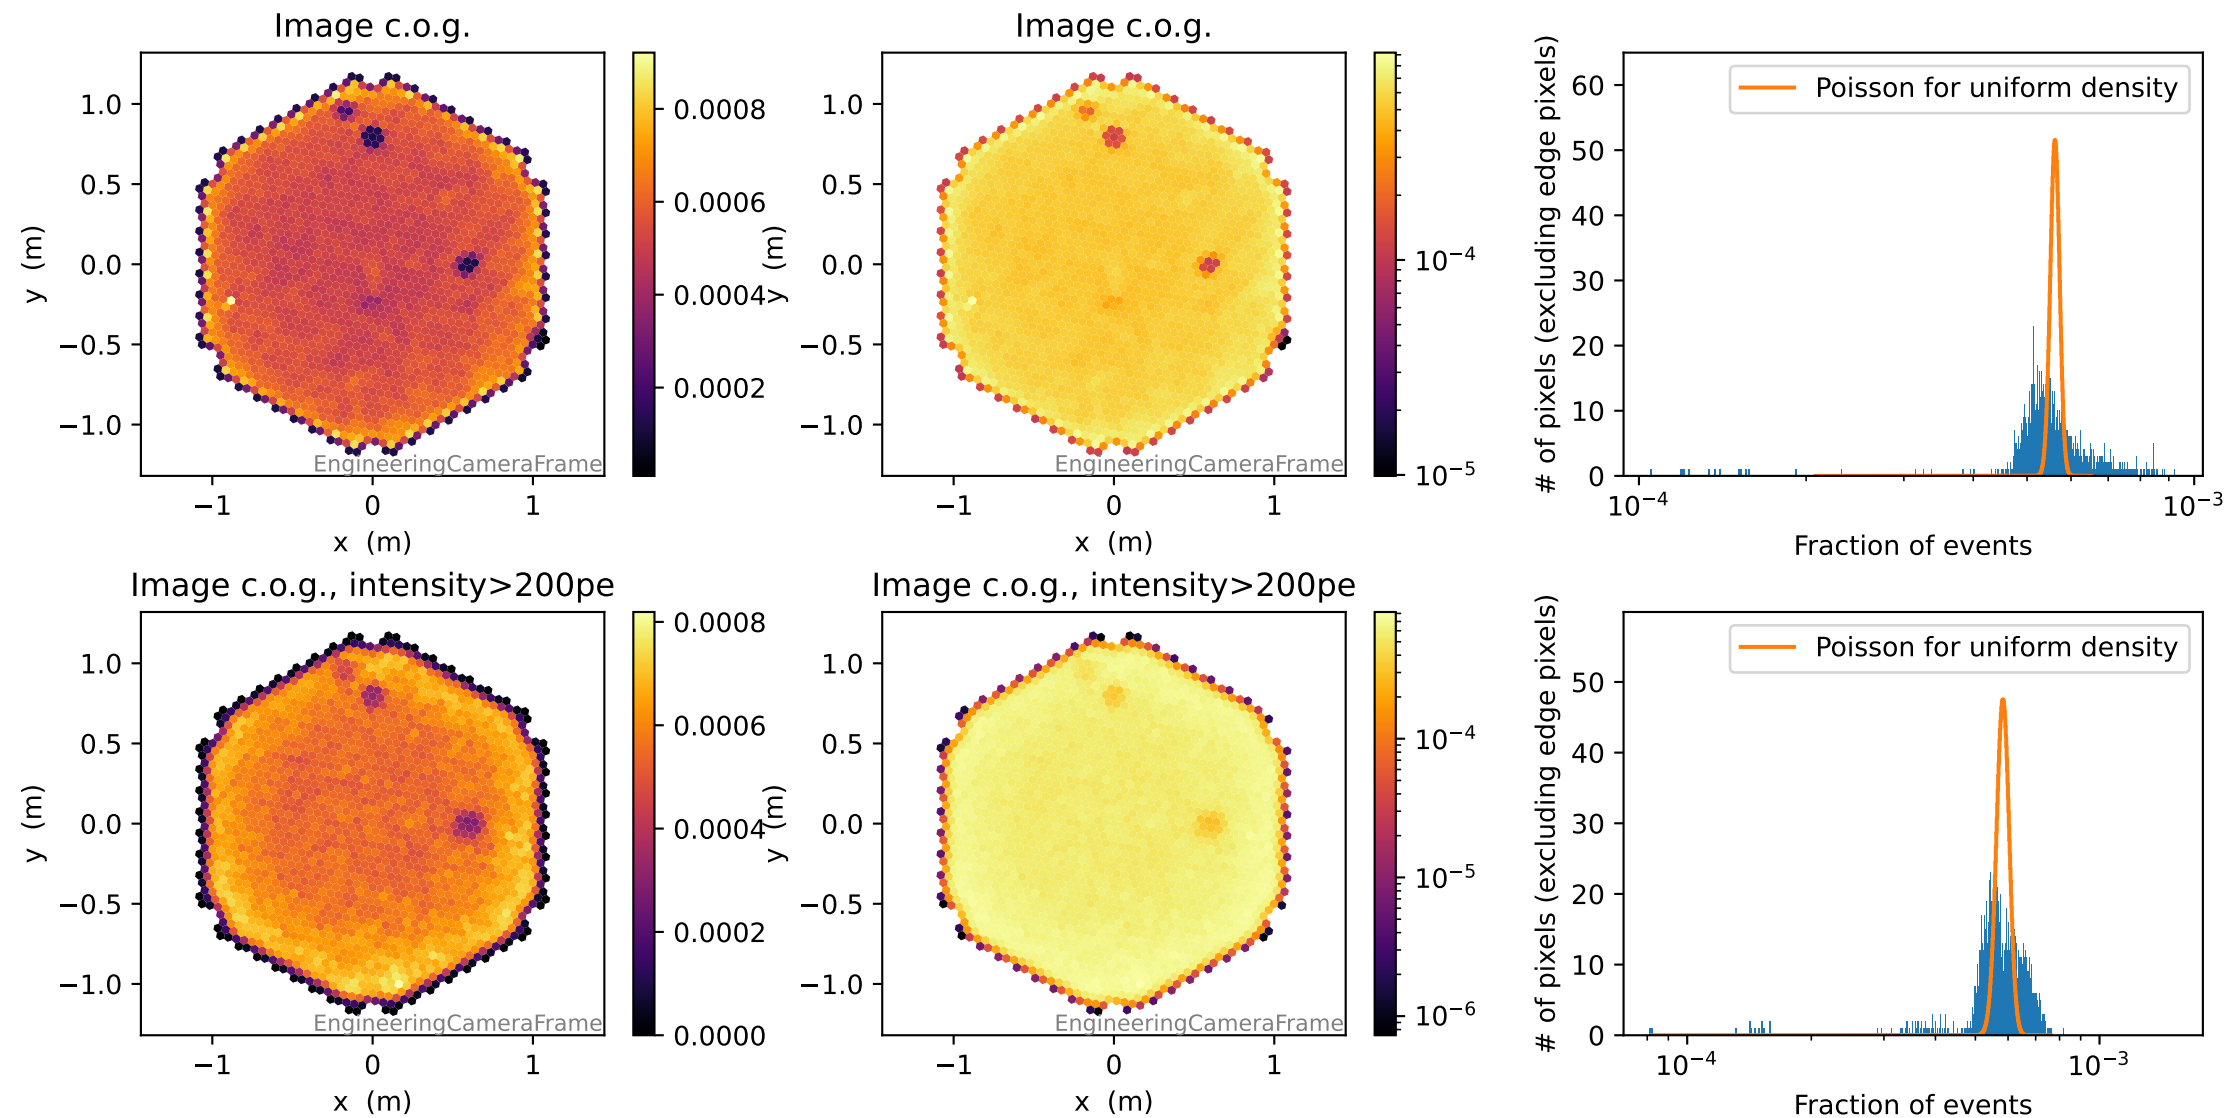 Image c.o.g.
1.0
0.5
0.0
−0.5
−1.0
y (m)
−1 0 1
x (m)
EngineeringCameraFrame
0.0008
0.0006
0.0004
0.0002
Image c.o.g.
1.0
0.5
0.0
−0.5
−1.0
y (m)
−1 0 1
x (m)
EngineeringCameraFrame
10−4
10−5
# of pixels (excluding edge pixels)
60
50
40
30
20
10
0
Poisson for uniform density
10−4 10−3
Fraction of events
Image c.o.g., intensity>200pe
1.0
0.5
0.0
−0.5
−1.0
y (m)
−1 0 1
x (m)
EngineeringCameraFrame
0.0008
0.0006
0.0004
0.0002
0.0000
Image c.o.g., intensity>200pe
1.0
0.5
0.0
−0.5
−1.0
y (m)
−1 0 1
x (m)
EngineeringCameraFrame
10−4
10−5
10−6
# of pixels (excluding edge pixels)
50
40
30
20
10
0
Poisson for uniform density
10−4 10−3
Fraction of events